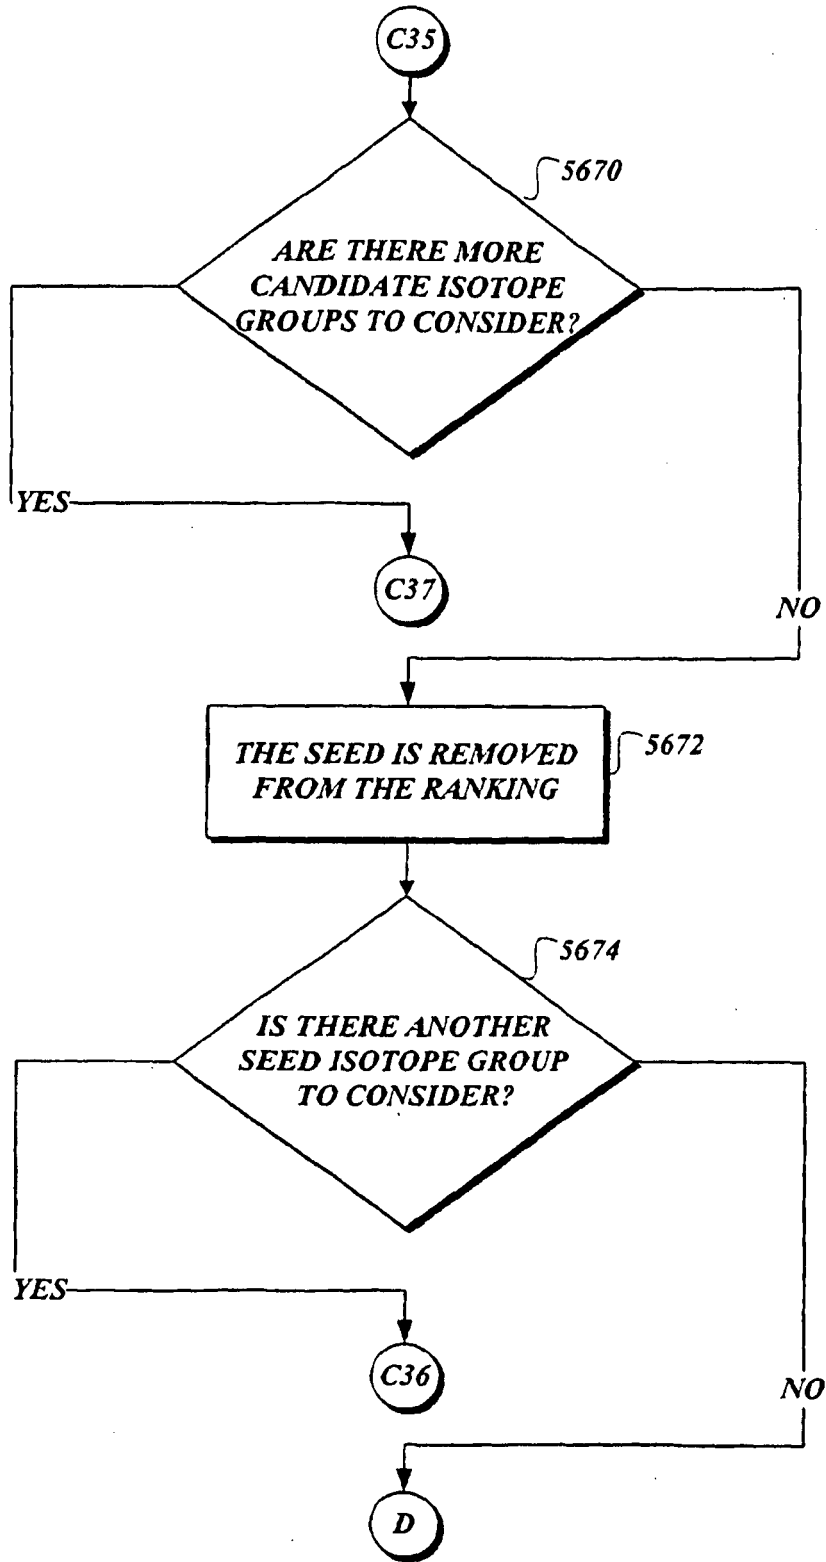 C35
5670
ARE THERE MORE
CANDIDATE ISOTOPE
GROUPS TO CONSIDER?
YES
C37
NO
5672
THE SEED IS REMOVED
FROM THE RANKING
5674
IS THERE ANOTHER
SEED ISOTOPE GROUP
TO CONSIDER?
YES
C36
NO
D